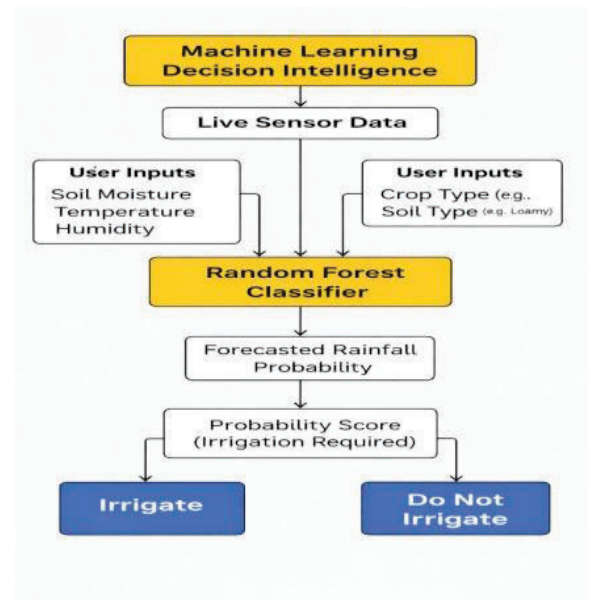 Machine Learning
Decision Intelligence
Live Sensor Data
User Inputs
Soil Moisture
Temperature
Humidity
User Inputs
Crop Type (e.g..
Soil Type (e.g. Loamy)
Random Forest
Classifier
Forecasted Rainfall
Probability
Probability Score
(Irrigation Required)
Irrigate
Do Not
Irrigate